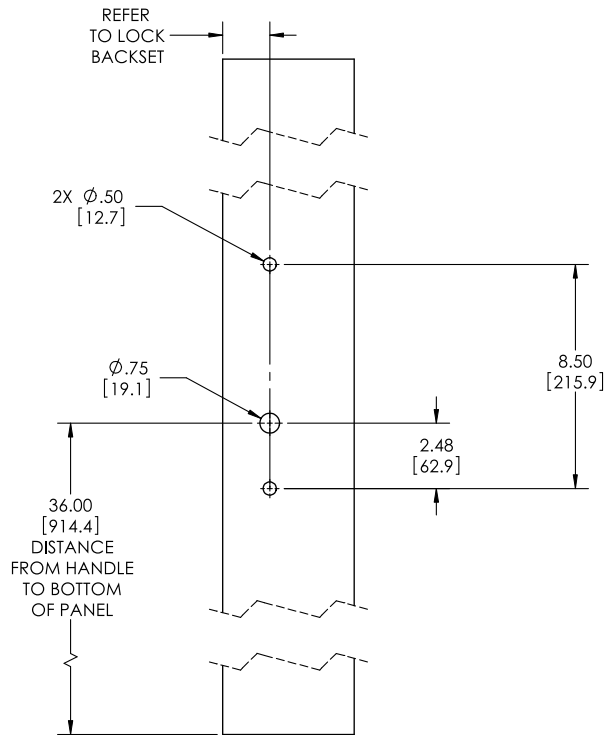 REFER
TO LOCK
BACKSET
2X Ø.50
[12.7]
Ø.75
[19.1]
8.50
[215.9]
2.48
[62.9]
36.00
[914.4]
DISTANCE
FROM HANDLE
TO BOTTOM
OF PANEL